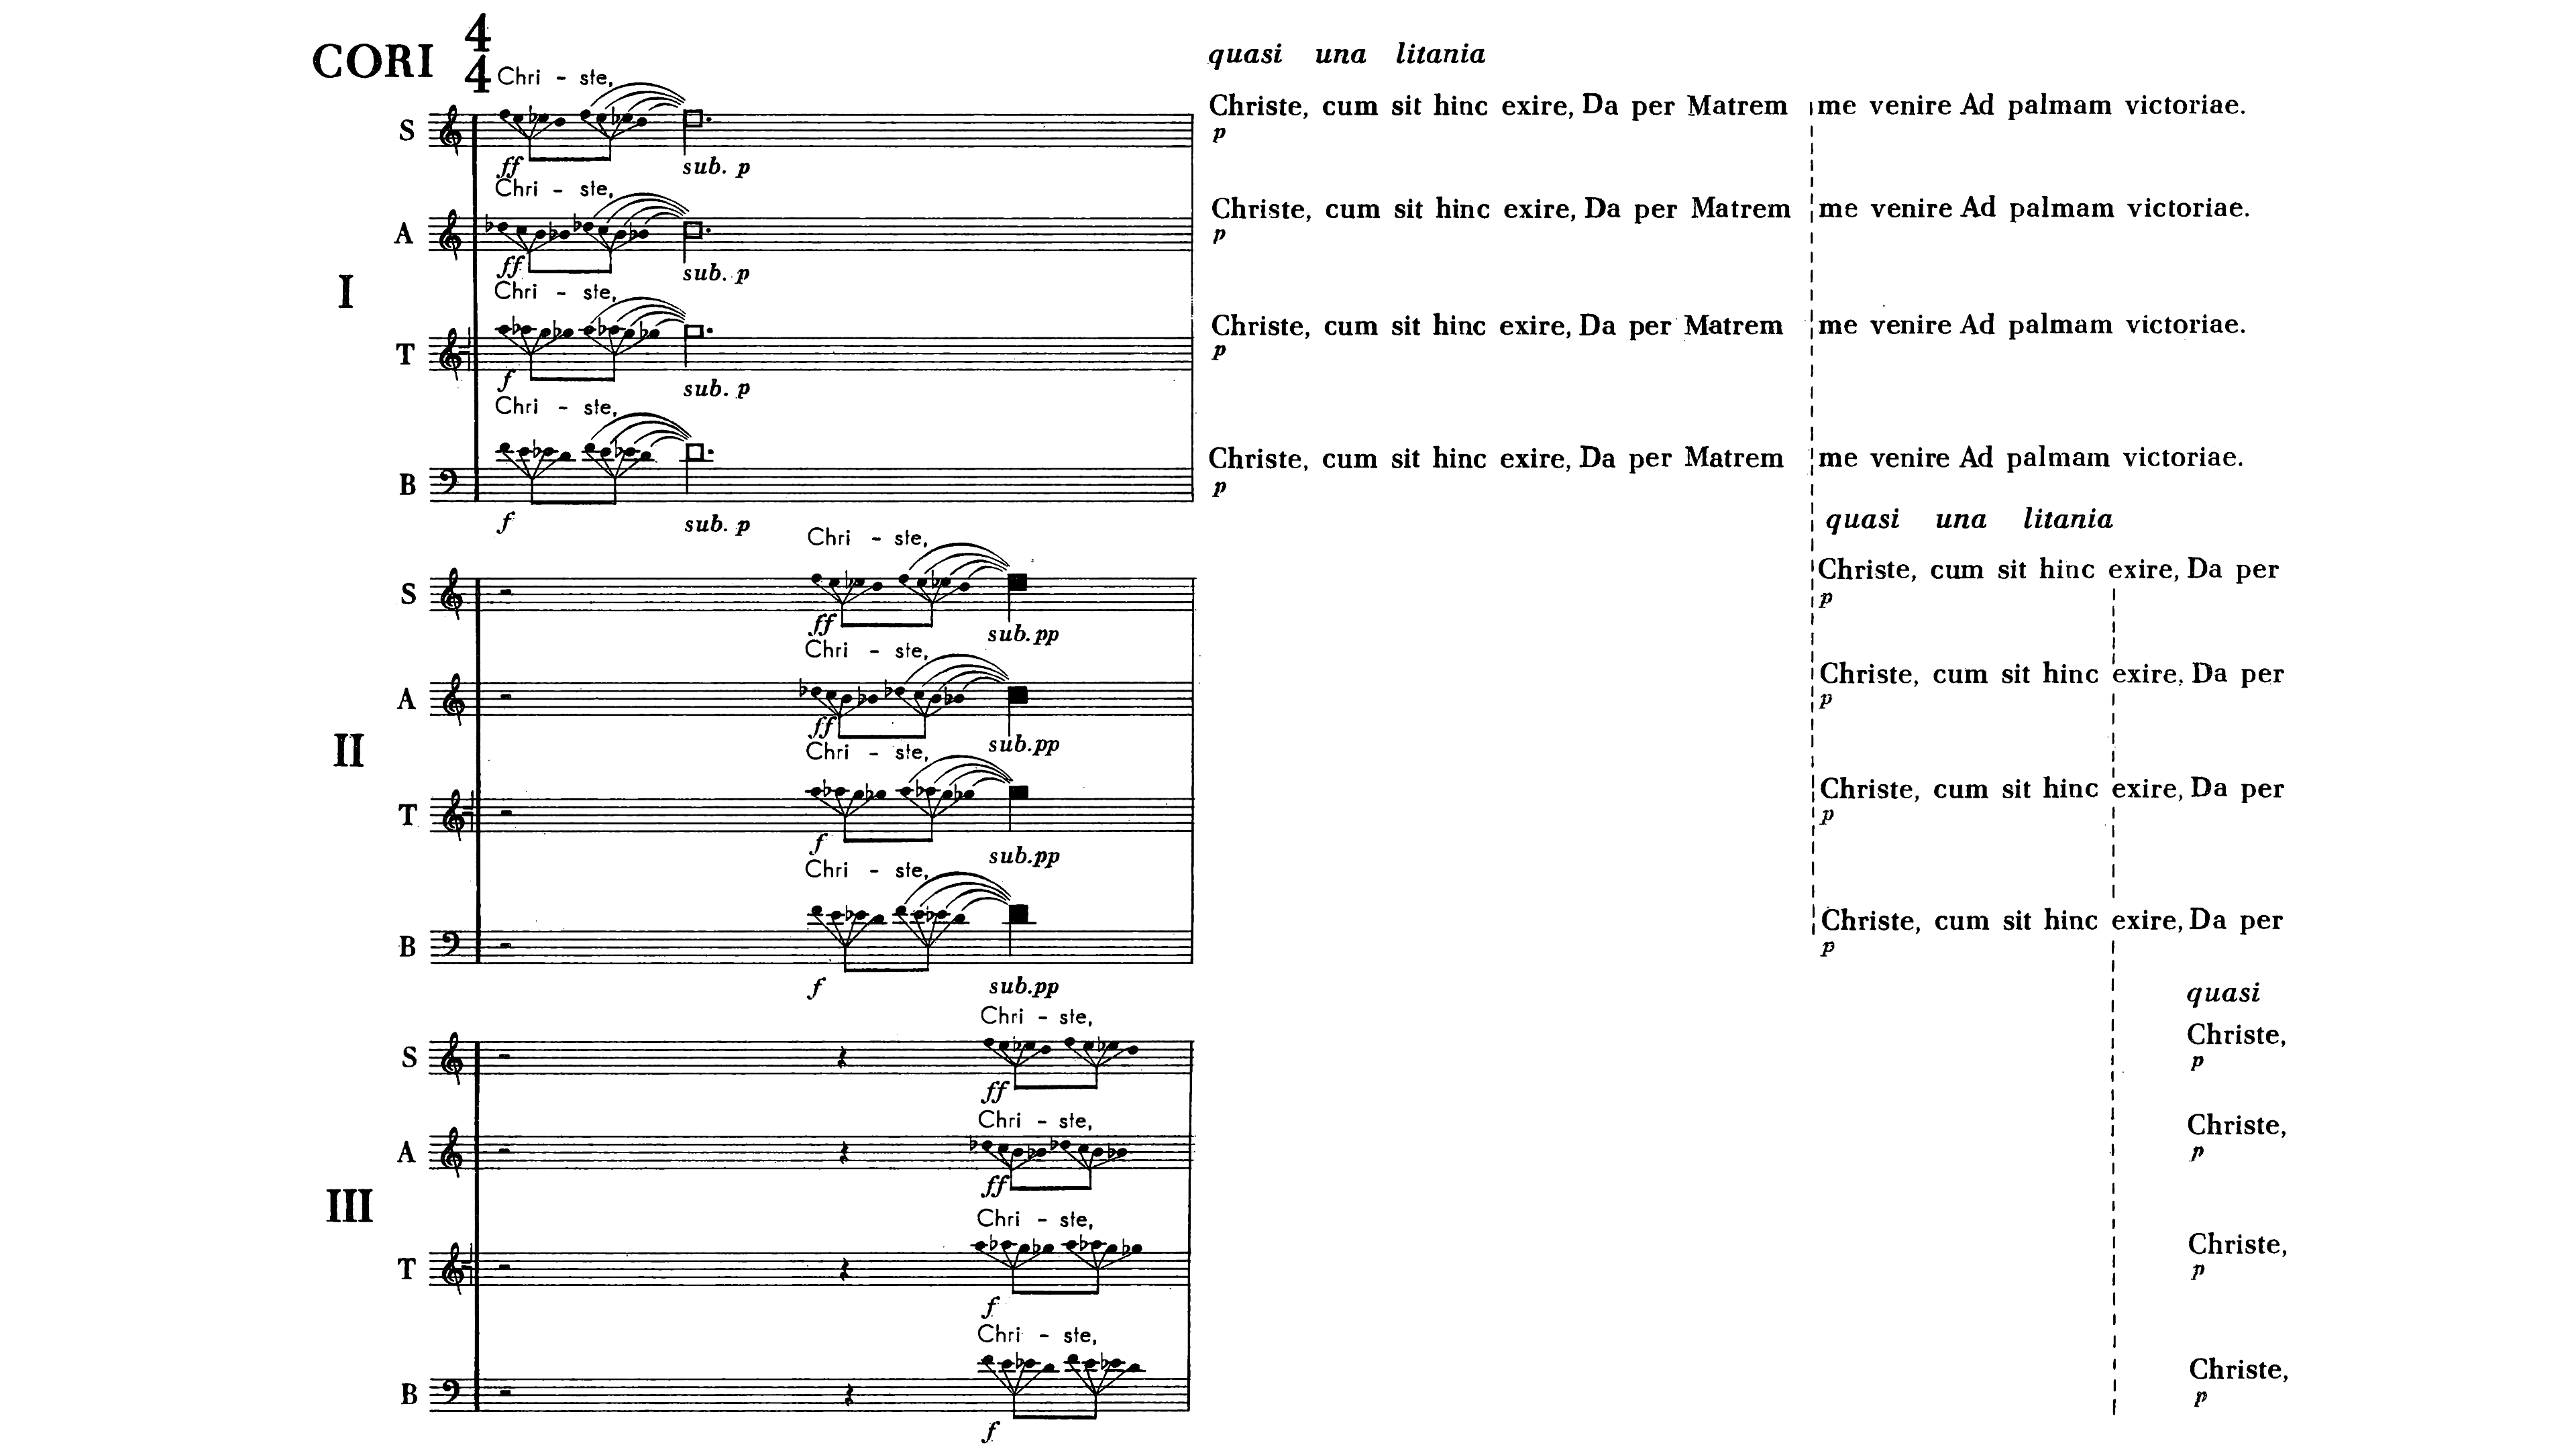 CORI 4/4 quasi una litania
Chri - ste,
S Christe, cum sit hinc exire, Da per Matrem me venire Ad palmam victoriae.
ff sub. p p
Chri - ste,
A Christe, cum sit hinc exire, Da per Matrem me venire Ad palmam victoriae.
ff sub. p p
I
Chri - ste,
T Christe, cum sit hinc exire, Da per Matrem me venire Ad palmam victoriae.
f sub. p p
Chri - ste,
B Christe, cum sit hinc exire, Da per Matrem me venire Ad palmam victoriae.
f sub. p p
quasi una litania
Chri - ste,
S Christe, cum sit hinc exire, Da per
ff sub. pp p
Chri - ste,
A Christe, cum sit hinc exire, Da per
ff sub. pp p
II
Chri - ste,
T Christe, cum sit hinc exire, Da per
f sub. pp p
Chri - ste,
B Christe, cum sit hinc exire, Da per
f sub. pp p
quasi
Chri - ste,
S Christe,
ff p
Chri - ste,
A Christe,
ff p
III
Chri - ste,
T Christe,
f p
Chri - ste,
B Christe,
f p